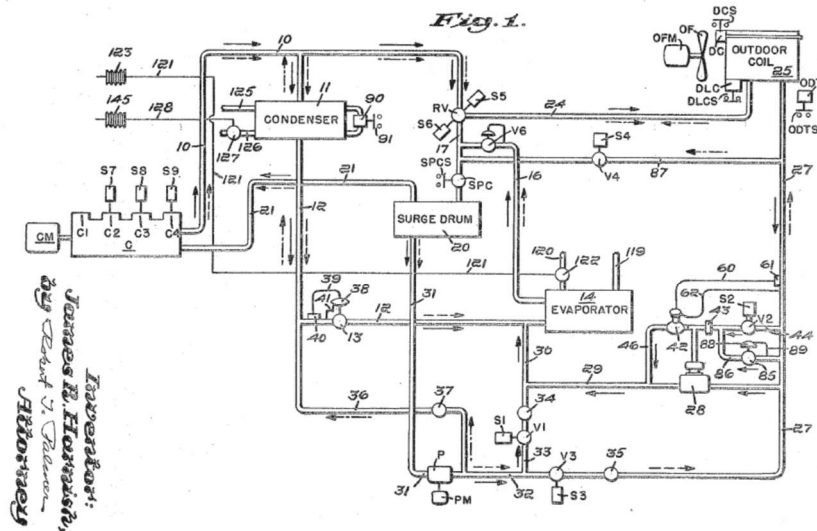 Fig. 1.
10
DCS
OF
OFM
DC
OUTDOOR
COIL
25
DLC
DLCS
ODT
ODTS
123
121
145
128
125
11
90
CONDENSER
91
127
126
10
121
RV
S5
S6
17
V6
24
S4
V4
87
SPCS
SPC
16
27
S7
S8
S9
C1
C2
C3
C4
C
CM
21
21
12
SURGE DRUM
20
31
121
120
122
119
14
EVAPORATOR
39
38
41
40
13
12
60
61
62
S2
43
V2
42
44
88
89
46
86
85
30
29
28
36
37
34
S1
V1
33
27
P
31
PM
32
V3
S3
35
Inventor:
James R. Harnish,
by Robert J. Palmer
Attorney